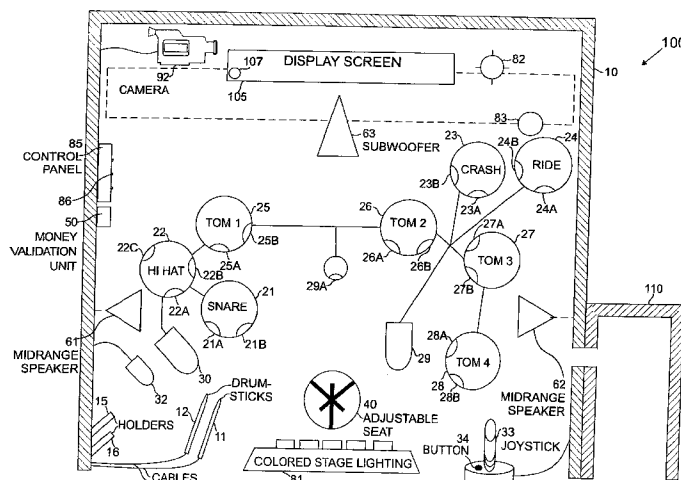 100
92
CAMERA
107
DISPLAY SCREEN
105
82
10
83
63
SUBWOOFER
23
CRASH
23B
23A
24B
24
RIDE
24A
85
CONTROL
PANEL
86
50
MONEY
VALIDATION
UNIT
22
22C
HI HAT
22B
22A
TOM 1
25
25B
25A
26
TOM 2
26A
26B
27A
27
TOM 3
27B
29A
SNARE
21
21A
21B
61
MIDRANGE
SPEAKER
32
30
29
28A
TOM 4
28
28B
110
62
MIDRANGE
SPEAKER
DRUM-
STICKS
12
11
15
HOLDERS
16
CABLES
40
ADJUSTABLE
SEAT
COLORED STAGE LIGHTING
81
34
BUTTON
33
JOYSTICK